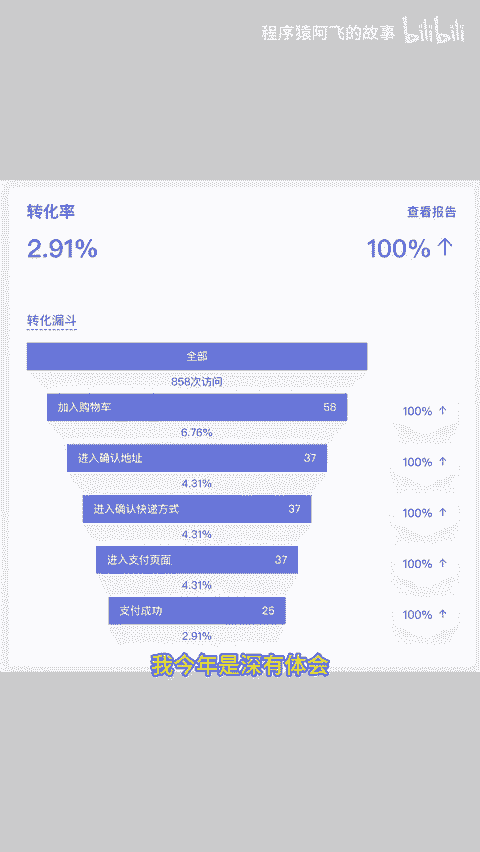 程序猿阿飞的故事 bilibili
转化率 查看报告
2.91% 100% ↑
转化漏斗
全部
858次访问
加入购物车 58 100% ↑
6.76%
进入确认地址 37 100% ↑
4.31%
进入确认快递方式 37 100% ↑
4.31%
进入支付页面 37 100% ↑
4.31%
支付成功 25 100% ↑
2.91%
我今年是深有体会